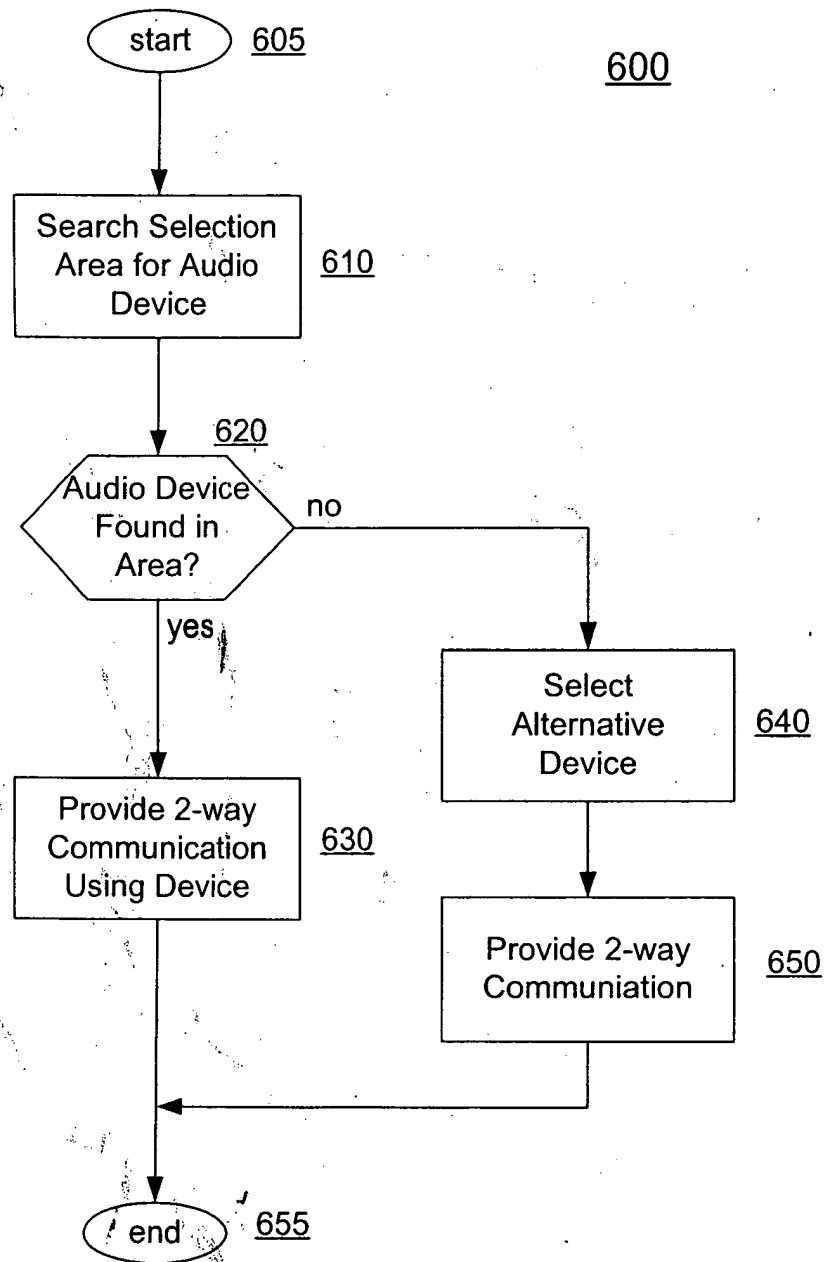 start 605
600
Search Selection
Area for Audio
Device
610
620
Audio Device
Found in
Area?
no
yes
Select
Alternative
Device
640
Provide 2-way
Communication
Using Device
630
Provide 2-way
Communiation
650
end 655